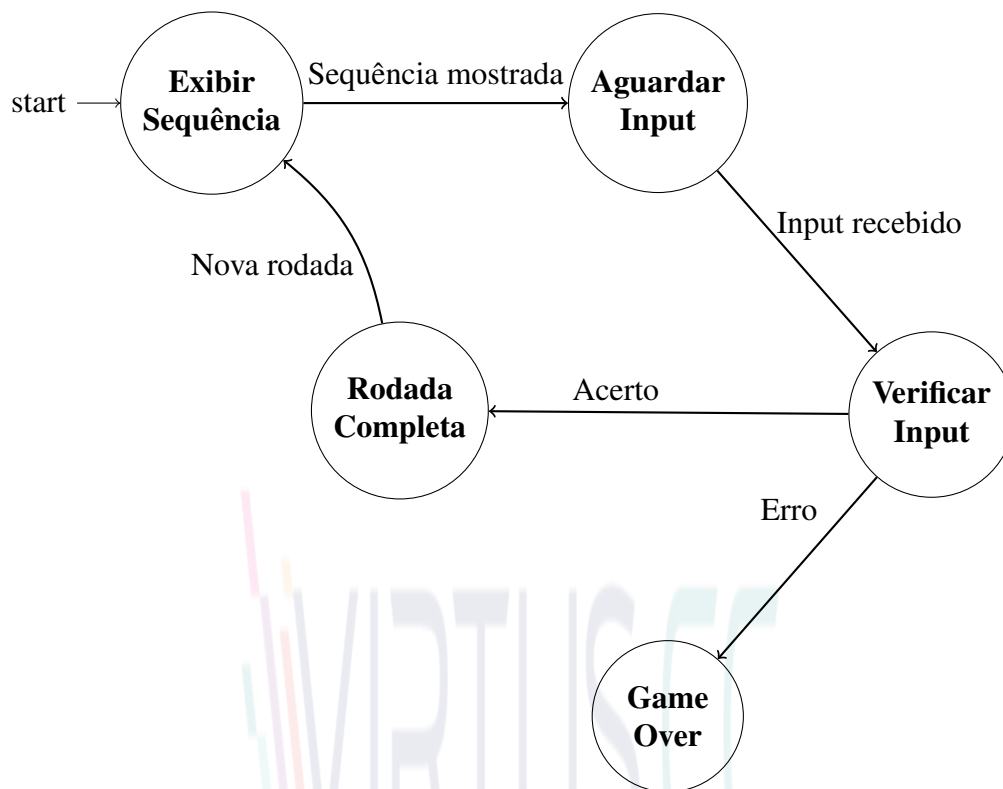 start
Exibir
Sequência
Sequência mostrada
Aguardar
Input
Input recebido
Nova rodada
Rodada
Completa
Acerto
Verificar
Input
Erro
Game
Over
VIRTUSCC